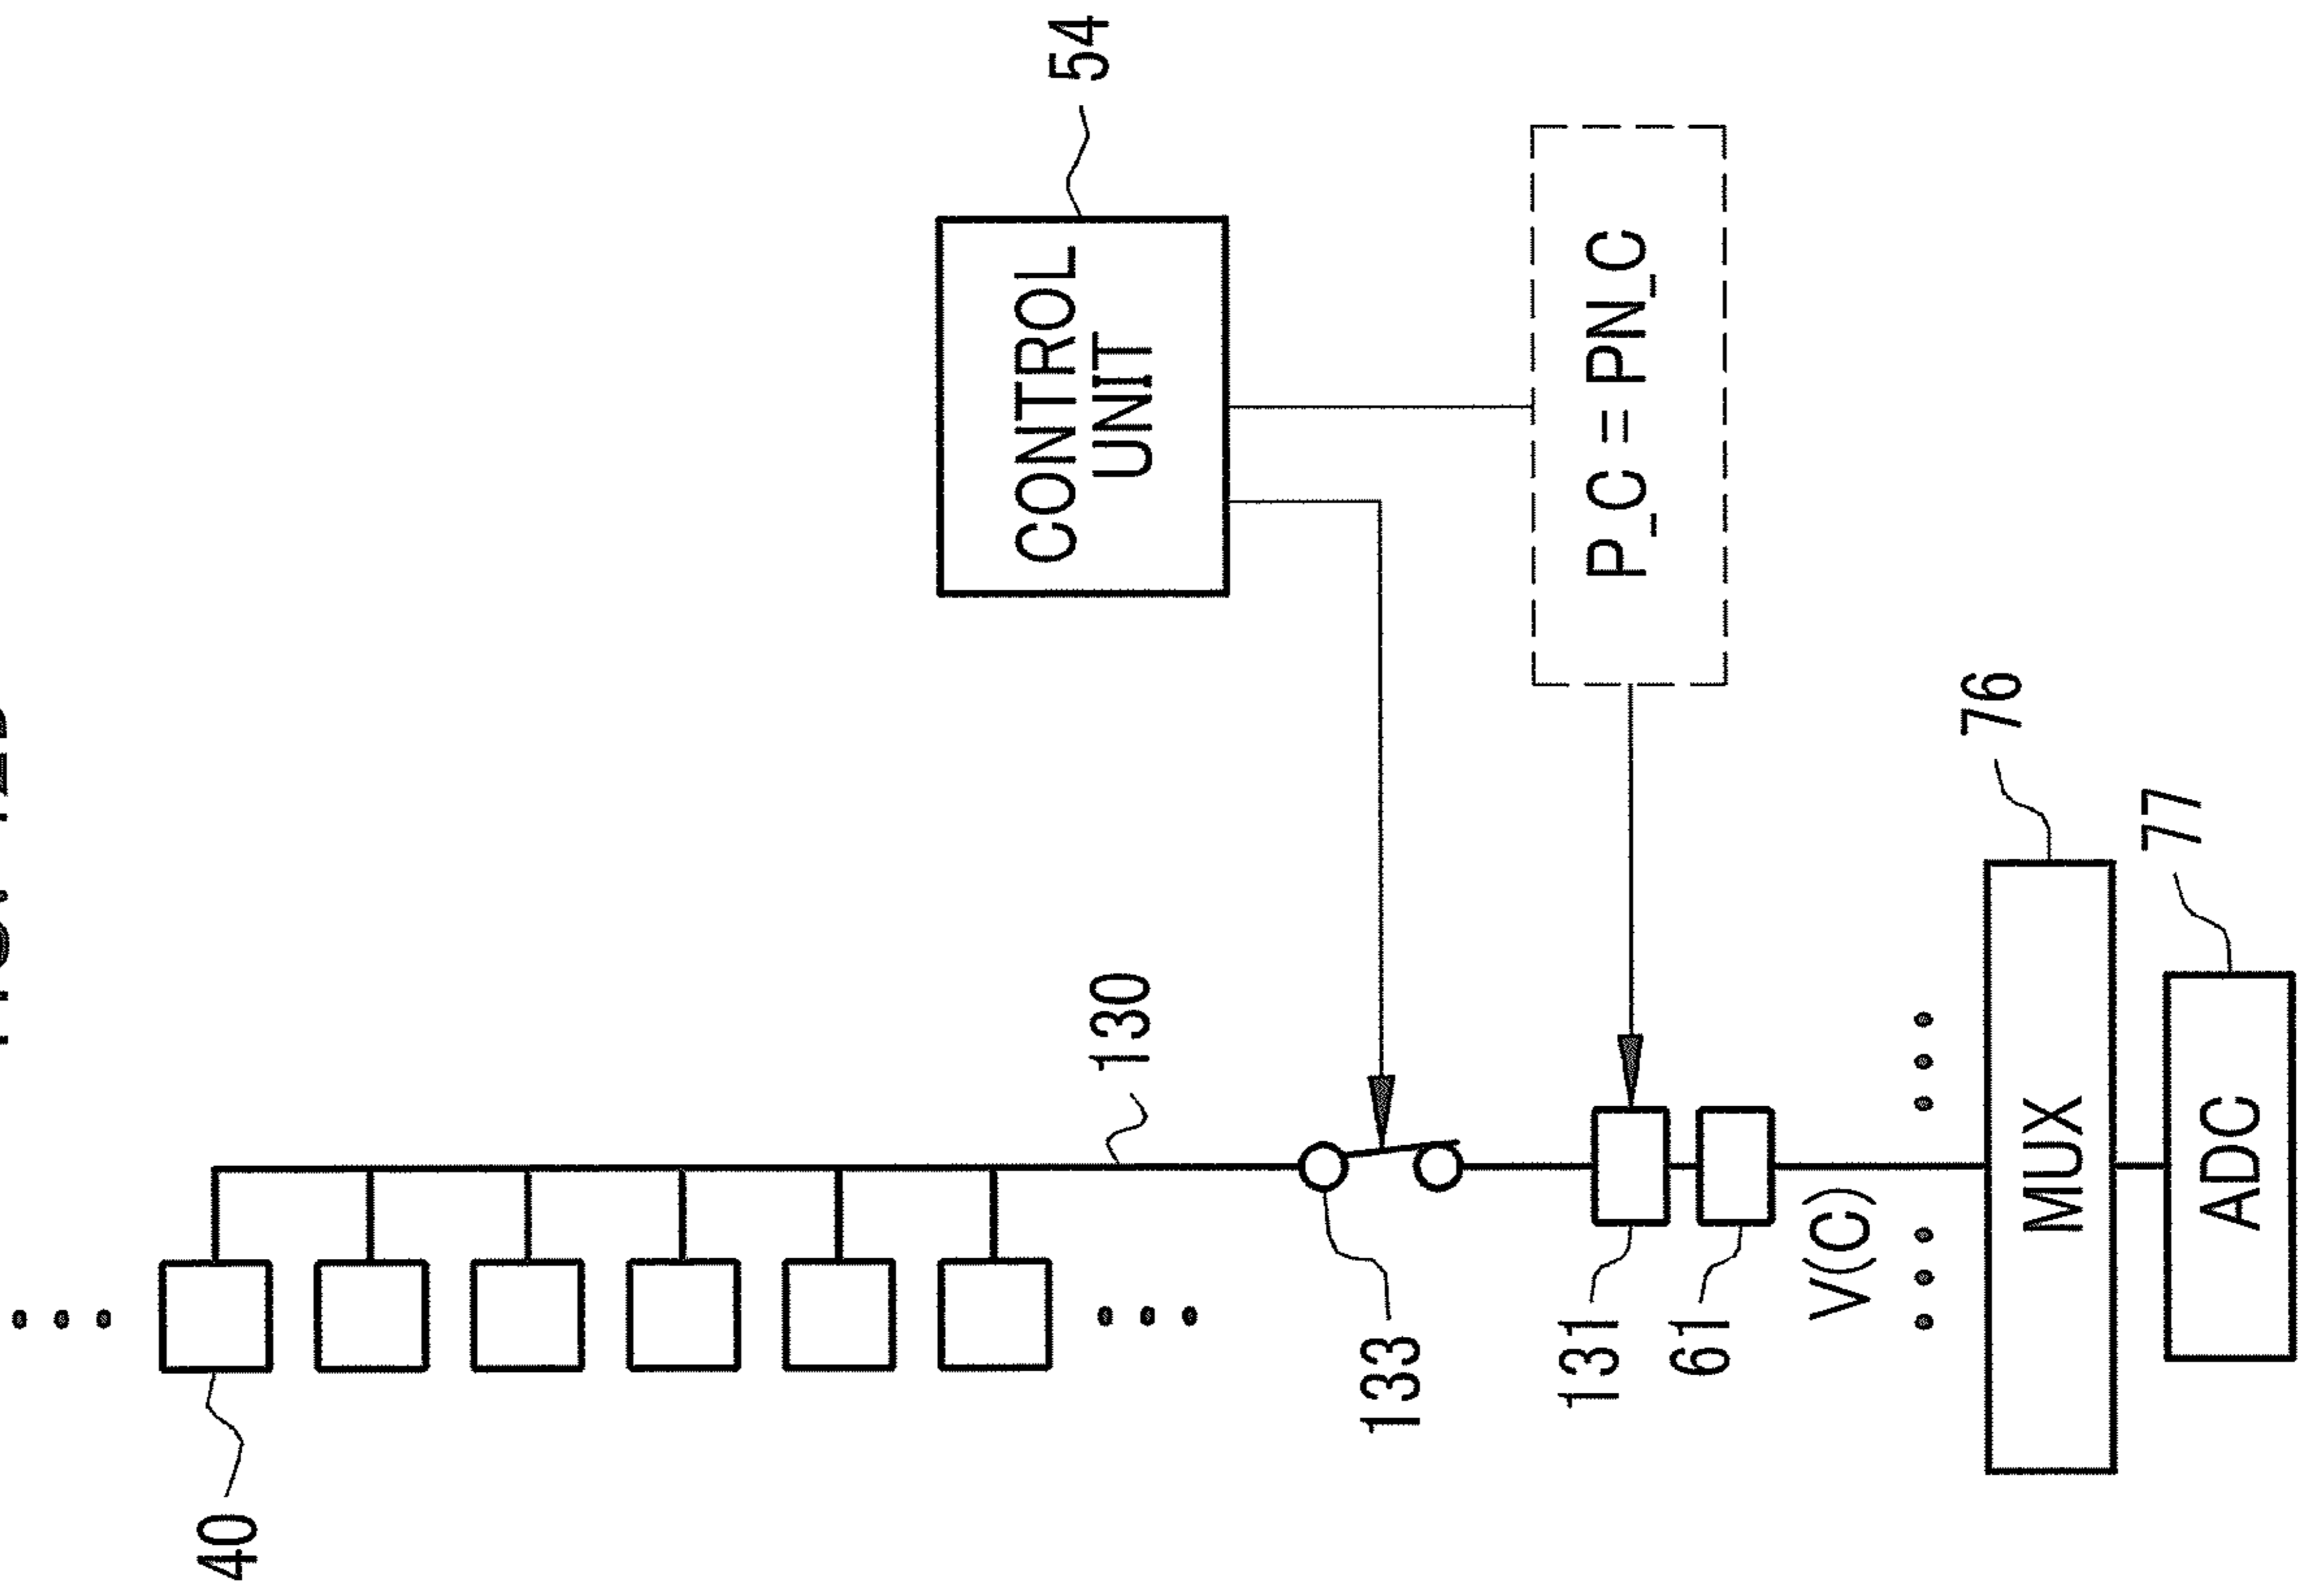 54
CONTROL
UNIT
P_C = PN_C
130
133
40
131
61
V(C)
76
77
MUX
ADC